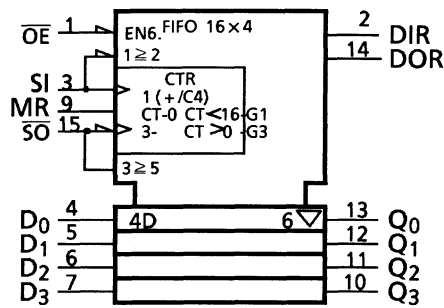 OE 1 EN6. FIFO 16×4 2 DIR
1≧2 14 DOR
SI 3 CTR
1 (+/C4)
MR 9 CT-0 CT<16-G1
SO 15 3- CT>0 -G3
3≧5
D0 4 4D 6 ▽ 13 Q0
D1 5 12 Q1
D2 6 11 Q2
D3 7 10 Q3